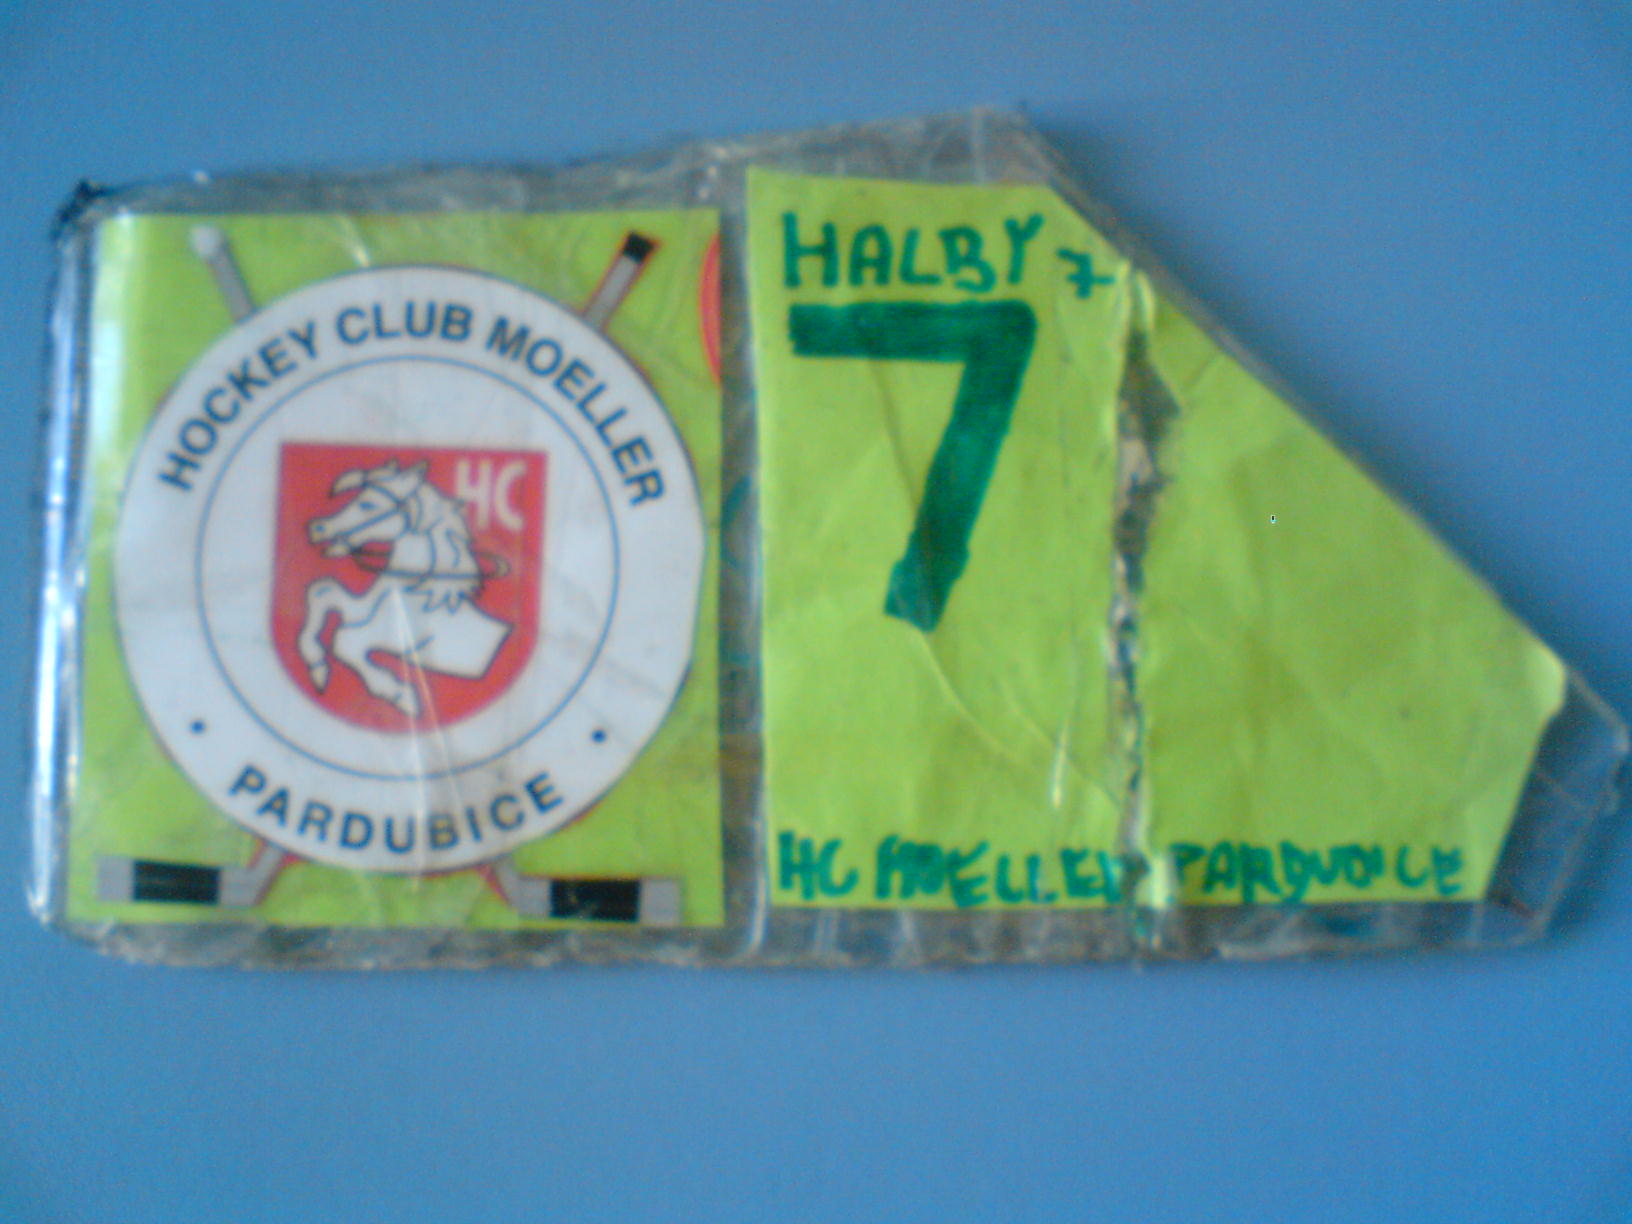 HOCKEY CLUB MOELLER
HC
PARDUBICE
HALBY 7
7
HC MOELLER PARDUBICE